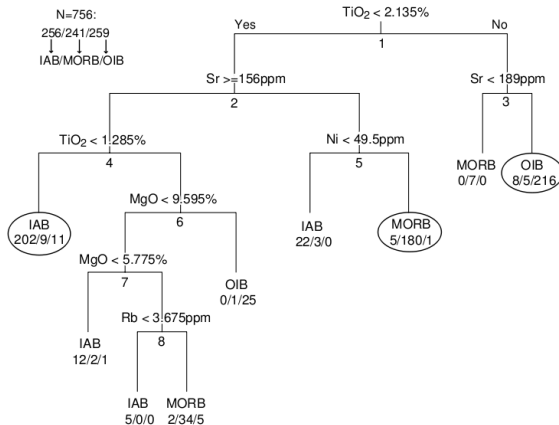 N=756:
256/241/259
IAB/MORB/OIB
TiO₂ < 2.135%
Yes
No
1
Sr >=156ppm
2
Sr < 189ppm
3
TiO₂ < 1.285%
4
Ni < 49.5ppm
5
MORB
0/7/0
OIB
8/5/216
IAB
202/9/11
MgO < 9.595%
6
IAB
22/3/0
MORB
5/180/1
MgO < 5.775%
7
OIB
0/1/25
Rb < 3.675ppm
8
IAB
12/2/1
IAB
5/0/0
MORB
2/34/5